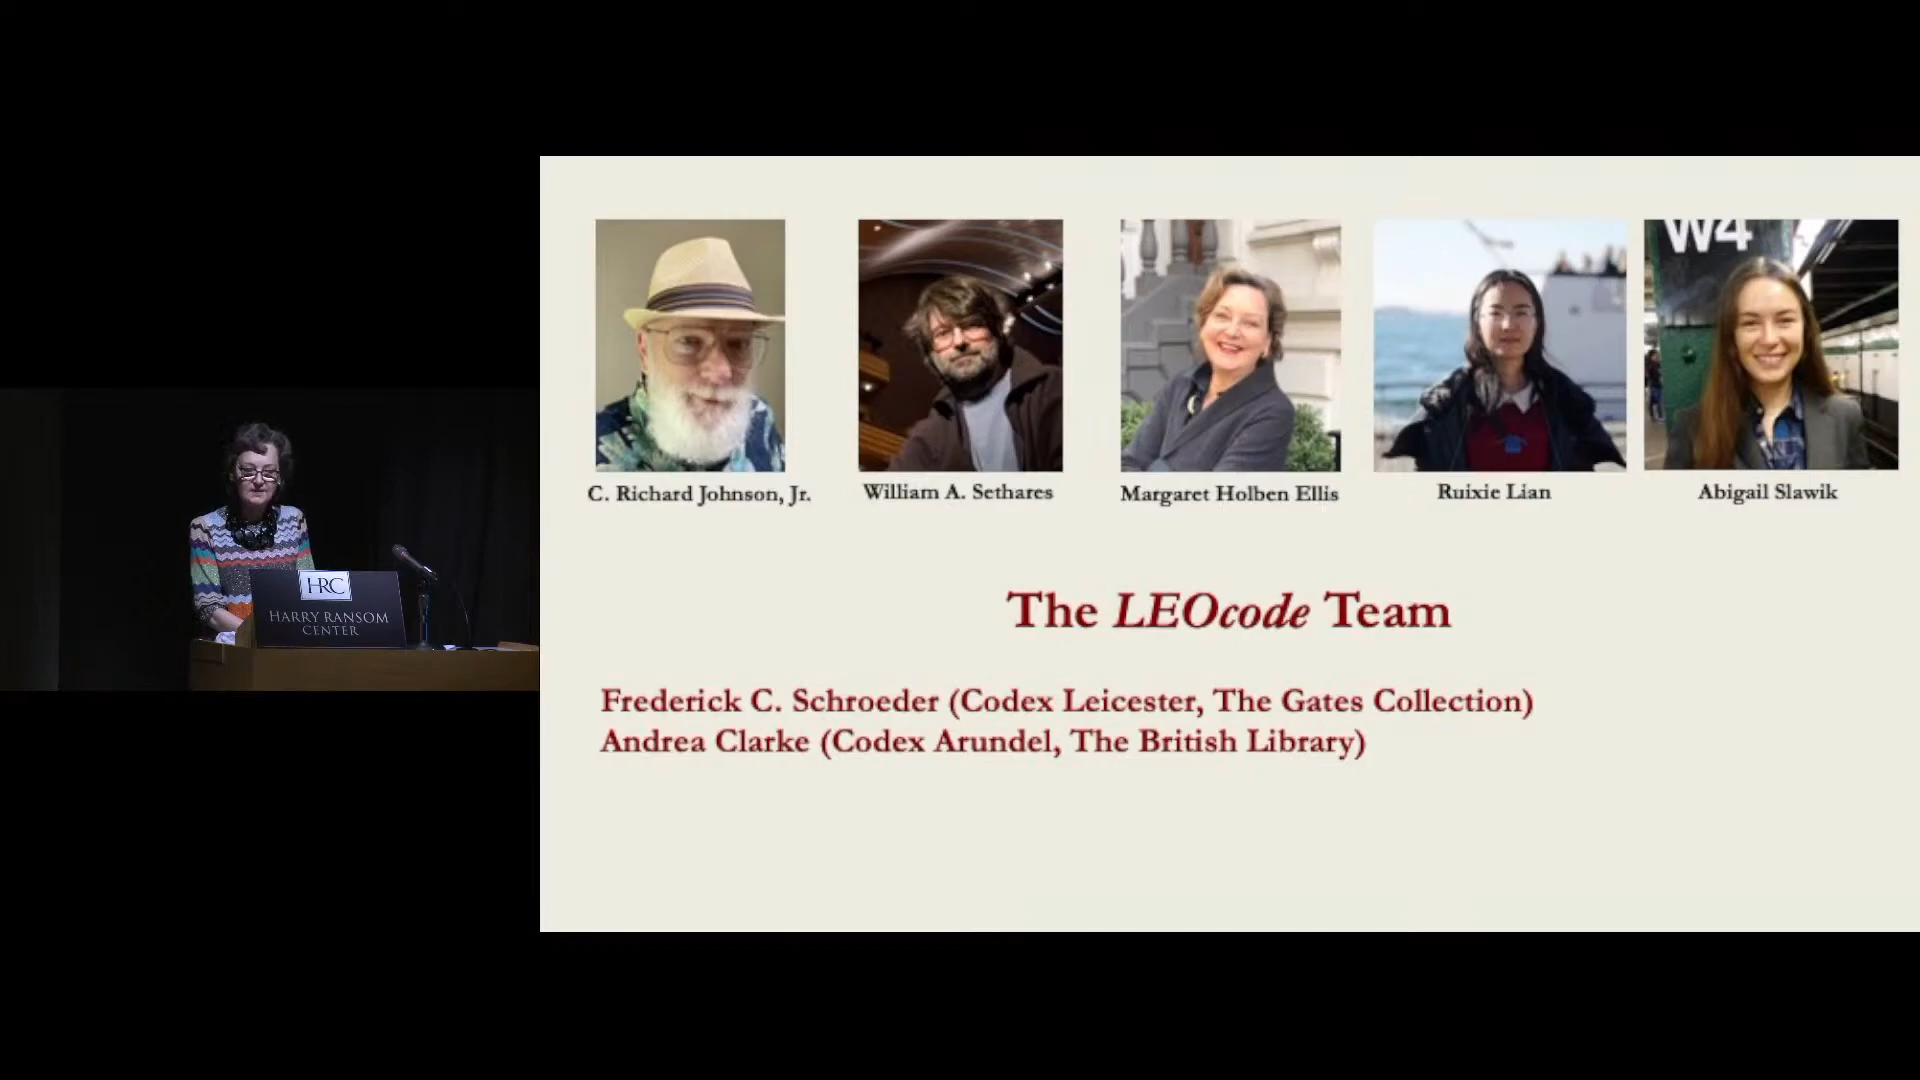 W4
C. Richard Johnson, Jr.
William A. Sethares
Margaret Holben Ellis
Ruixie Lian
Abigail Slawik
The LEOcode Team
Frederick C. Schroeder (Codex Leicester, The Gates Collection)
Andrea Clarke (Codex Arundel, The British Library)
HRC
HARRY RANSOM
CENTER